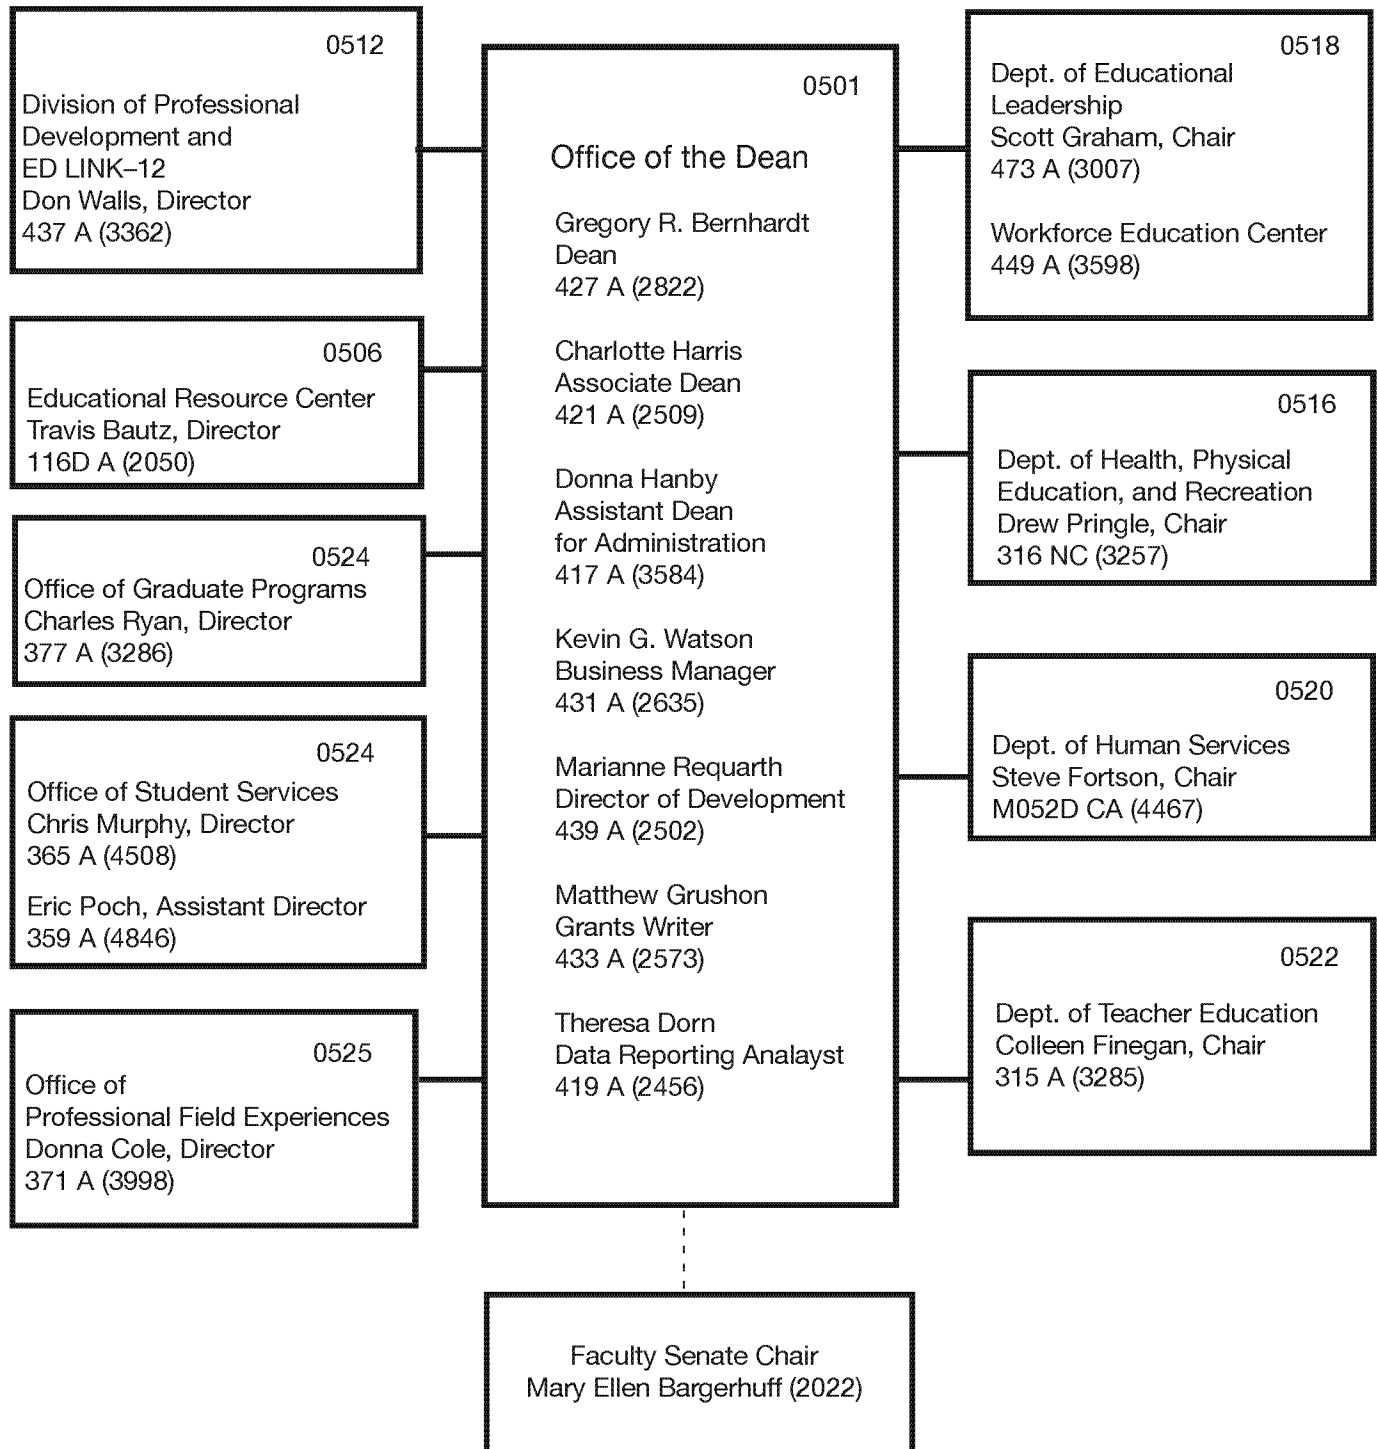 0512
Division of Professional
Development and
ED LINK–12
Don Walls, Director
437 A (3362)
0506
Educational Resource Center
Travis Bautz, Director
116D A (2050)
0524
Office of Graduate Programs
Charles Ryan, Director
377 A (3286)
0524
Office of Student Services
Chris Murphy, Director
365 A (4508)
Eric Poch, Assistant Director
359 A (4846)
0525
Office of
Professional Field Experiences
Donna Cole, Director
371 A (3998)
0501
Office of the Dean
Gregory R. Bernhardt
Dean
427 A (2822)
Charlotte Harris
Associate Dean
421 A (2509)
Donna Hanby
Assistant Dean
for Administration
417 A (3584)
Kevin G. Watson
Business Manager
431 A (2635)
Marianne Requarth
Director of Development
439 A (2502)
Matthew Grushon
Grants Writer
433 A (2573)
Theresa Dorn
Data Reporting Analayst
419 A (2456)
0518
Dept. of Educational
Leadership
Scott Graham, Chair
473 A (3007)
Workforce Education Center
449 A (3598)
0516
Dept. of Health, Physical
Education, and Recreation
Drew Pringle, Chair
316 NC (3257)
0520
Dept. of Human Services
Steve Fortson, Chair
M052D CA (4467)
0522
Dept. of Teacher Education
Colleen Finegan, Chair
315 A (3285)
Faculty Senate Chair
Mary Ellen Bargerhuff (2022)